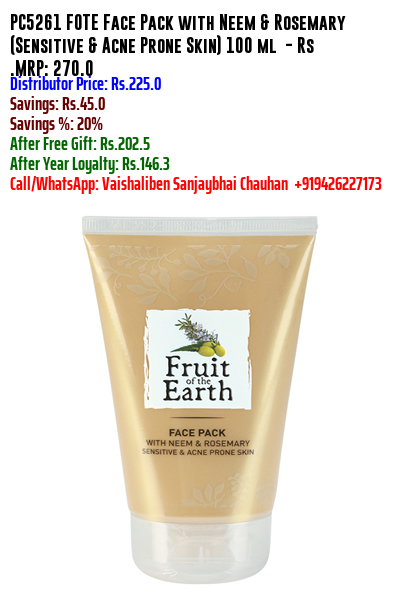 PC5261 FOTE Face Pack with Neem & Rosemary
(Sensitive & Acne Prone Skin) 100 ml - Rs
.MRP: 270.0
Distributor Price: Rs.225.0
Savings: Rs.45.0
Savings %: 20%
After Free Gift: Rs.202.5
After Year Loyalty: Rs.146.3
Call/WhatsApp: Vaishaliben Sanjaybhai Chauhan +919426227173
Fruit
of the
Earth
FACE PACK
WITH NEEM & ROSEMARY
SENSITIVE & ACNE PRONE SKIN